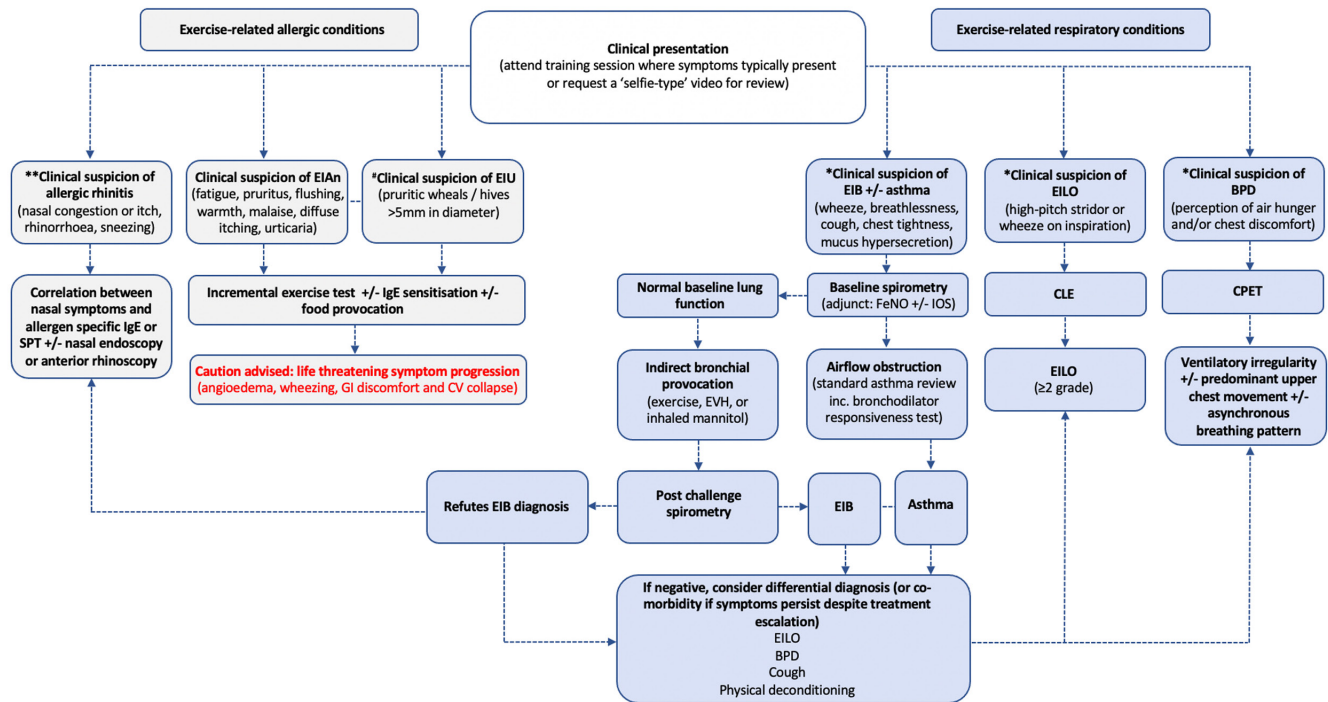 Exercise-related allergic conditions
Clinical presentation
(attend training session where symptoms typically present
or request a ‘selfie-type’ video for review)
Exercise-related respiratory conditions
**Clinical suspicion of
allergic rhinitis
(nasal congestion or itch,
rhinorrhoea, sneezing)
Clinical suspicion of EIAn
(fatigue, pruritus, flushing,
warmth, malaise, diffuse
itching, urticaria)
#Clinical suspicion of EIU
(pruritic wheals / hives
>5mm in diameter)
*Clinical suspicion of
EIB +/- asthma
(wheeze, breathlessness,
cough, chest tightness,
mucus hypersecretion)
*Clinical suspicion of
EILO
(high-pitch stridor or
wheeze on inspiration)
*Clinical suspicion of
BPD
(perception of air hunger
and/or chest discomfort)
Correlation between
nasal symptoms and
allergen specific IgE or
SPT +/- nasal endoscopy
or anterior rhinoscopy
Incremental exercise test +/- IgE sensitisation +/-
food provocation
Normal baseline lung
function
Baseline spirometry
(adjunct: FeNO +/- IOS)
CLE
CPET
Caution advised: life threatening symptom progression
(angioedema, wheezing, GI discomfort and CV collapse)
Indirect bronchial
provocation
(exercise, EVH, or
inhaled mannitol)
Airflow obstruction
(standard asthma review
inc. bronchodilator
responsiveness test)
EILO
(≥2 grade)
Ventilatory irregularity
+/- predominant upper
chest movement +/-
asynchronous
breathing pattern
Refutes EIB diagnosis
Post challenge
spirometry
EIB
Asthma
If negative, consider differential diagnosis (or co-
morbidity if symptoms persist despite treatment
escalation)
EILO
BPD
Cough
Physical deconditioning